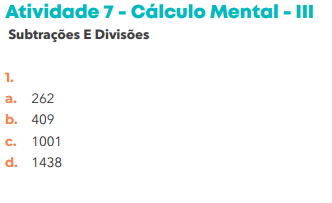 Atividade 7 - Cálculo Mental - III
Subtrações E Divisões
1.
a. 262
b. 409
c. 1001
d. 1438